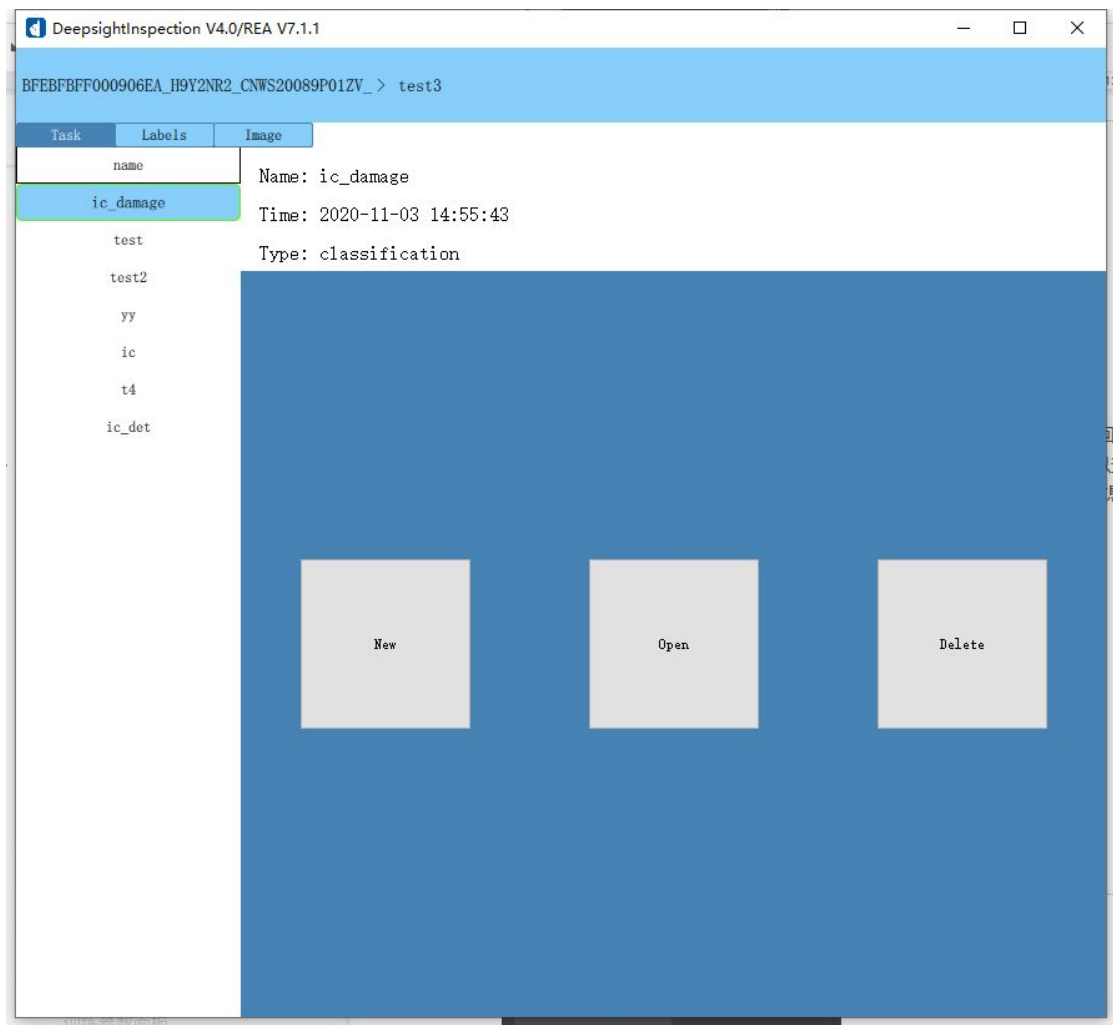 DeepsightInspection V4.0/REA V7.1.1
BFEBFBFF000906EA_H9Y2NR2_CNWS20089P01ZV_ > test3
Task Labels Image
name
ic_damage
test
test2
yy
ic
t4
ic_det
Name: ic_damage
Time: 2020-11-03 14:55:43
Type: classification
New Open Delete